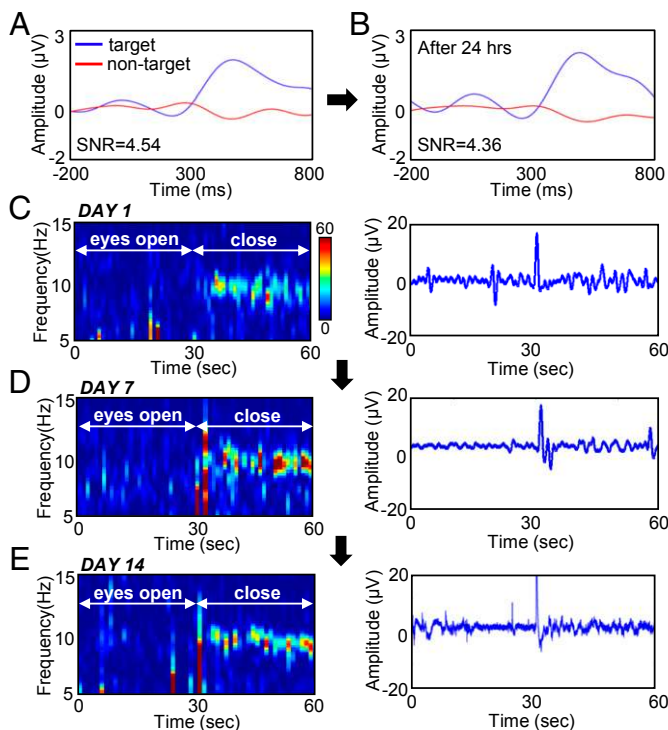 A
B
3
target
non-target
0
-2
SNR=4.54
Amplitude (µV)
-200
300
800
Time (ms)
3
After 24 hrs
0
-2
SNR=4.36
Amplitude (µV)
-200
300
800
Time (ms)
C
DAY 1
15
10
5
Frequency(Hz)
eyes open
close
60
30
0
0
30
60
Time (sec)
20
0
-20
Amplitude (µV)
0
30
60
Time (sec)
D
DAY 7
15
10
5
Frequency(Hz)
eyes open
close
0
30
60
Time (sec)
20
0
-20
Amplitude (µV)
0
30
60
Time (sec)
E
DAY 14
15
10
5
Frequency(Hz)
eyes open
close
0
30
60
Time (sec)
20
0
-20
Amplitude (µV)
0
30
60
Time (sec)